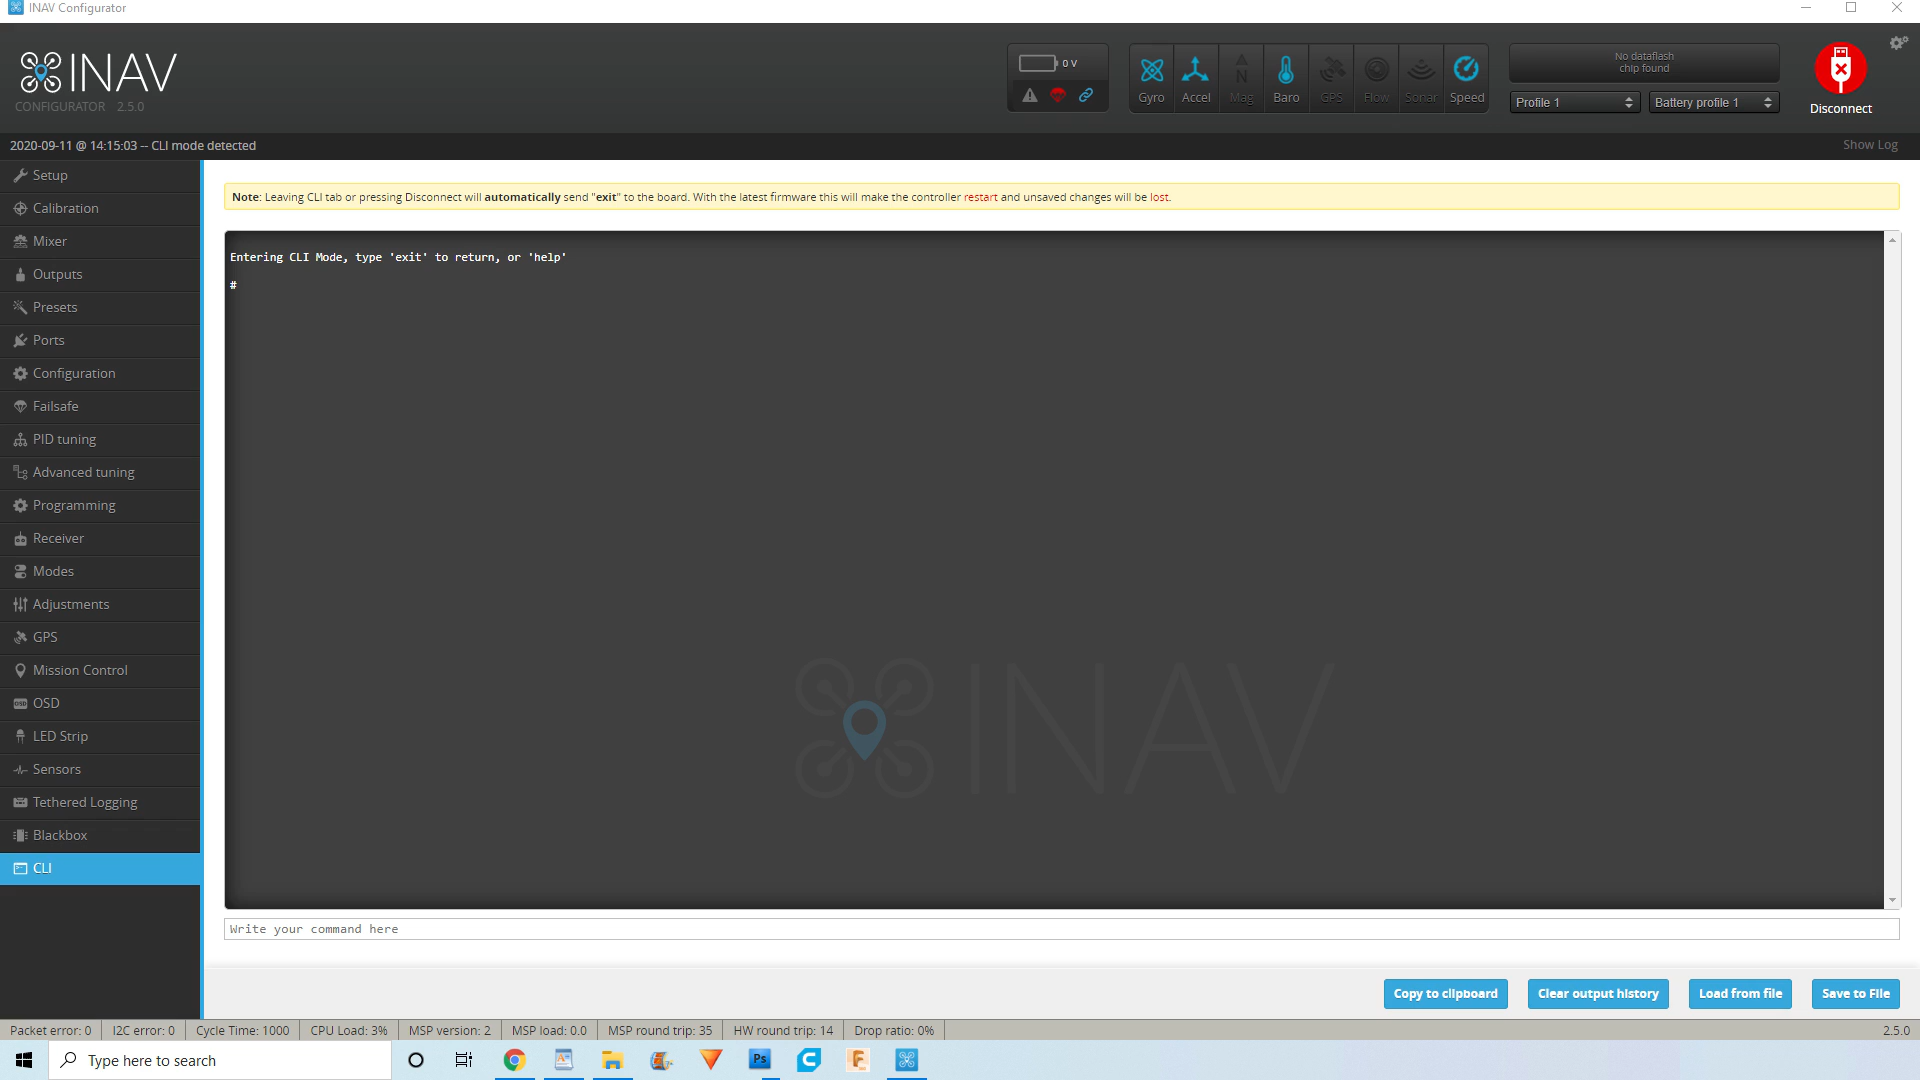 INAV Configurator
INAV
CONFIGURATOR 2.5.0
0 V
Gyro
Accel
Mag
Baro
GPS
Flow
Sonar
Speed
No dataflash
chip found
Profile 1
Battery profile 1
Disconnect
2020-09-11 @ 14:15:03 -- CLI mode detected
Show Log
Setup
Calibration
Mixer
Outputs
Presets
Ports
Configuration
Failsafe
PID tuning
Advanced tuning
Programming
Receiver
Modes
Adjustments
GPS
Mission Control
OSD
LED Strip
Sensors
Tethered Logging
Blackbox
CLI
Note: Leaving CLI tab or pressing Disconnect will automatically send "exit" to the board. With the latest firmware this will make the controller restart and unsaved changes will be lost.
Entering CLI Mode, type 'exit' to return, or 'help'
#
INAV
Write your command here
Copy to clipboard
Clear output history
Load from file
Save to File
Packet error: 0
I2C error: 0
Cycle Time: 1000
CPU Load: 3%
MSP version: 2
MSP load: 0.0
MSP round trip: 35
HW round trip: 14
Drop ratio: 0%
2.5.0
Type here to search
Ps